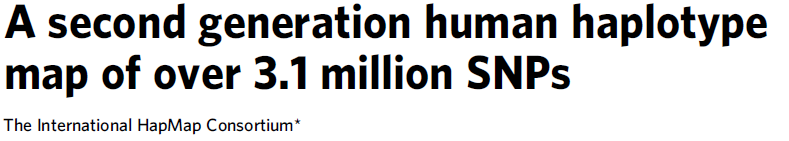 A second generation human haplotype
map of over 3.1 million SNPs
The International HapMap Consortium*